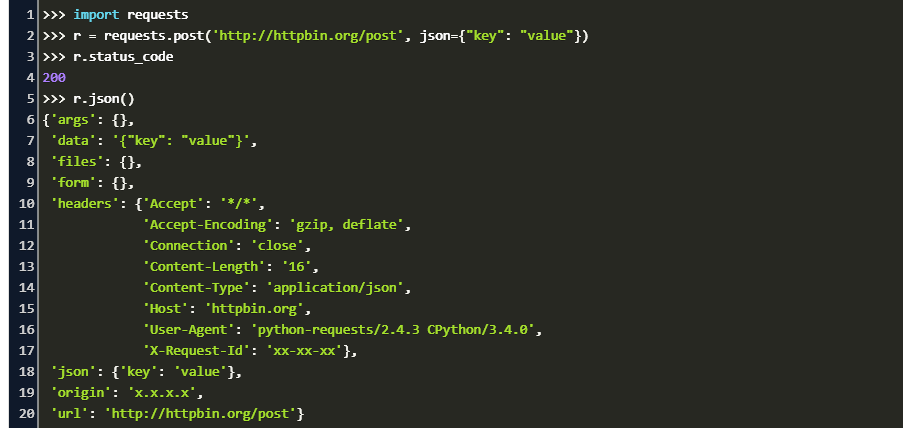 1 >>> import requests
2 >>> r = requests.post('http://httpbin.org/post', json={"key": "value"})
3 >>> r.status_code
4 200
5 >>> r.json()
6 {'args': {},
7  'data': '{"key": "value"}',
8  'files': {},
9  'form': {},
10  'headers': {'Accept': '*/*',
11              'Accept-Encoding': 'gzip, deflate',
12              'Connection': 'close',
13              'Content-Length': '16',
14              'Content-Type': 'application/json',
15              'Host': 'httpbin.org',
16              'User-Agent': 'python-requests/2.4.3 CPython/3.4.0',
17              'X-Request-Id': 'xx-xx-xx'},
18  'json': {'key': 'value'},
19  'origin': 'x.x.x.x',
20  'url': 'http://httpbin.org/post'}